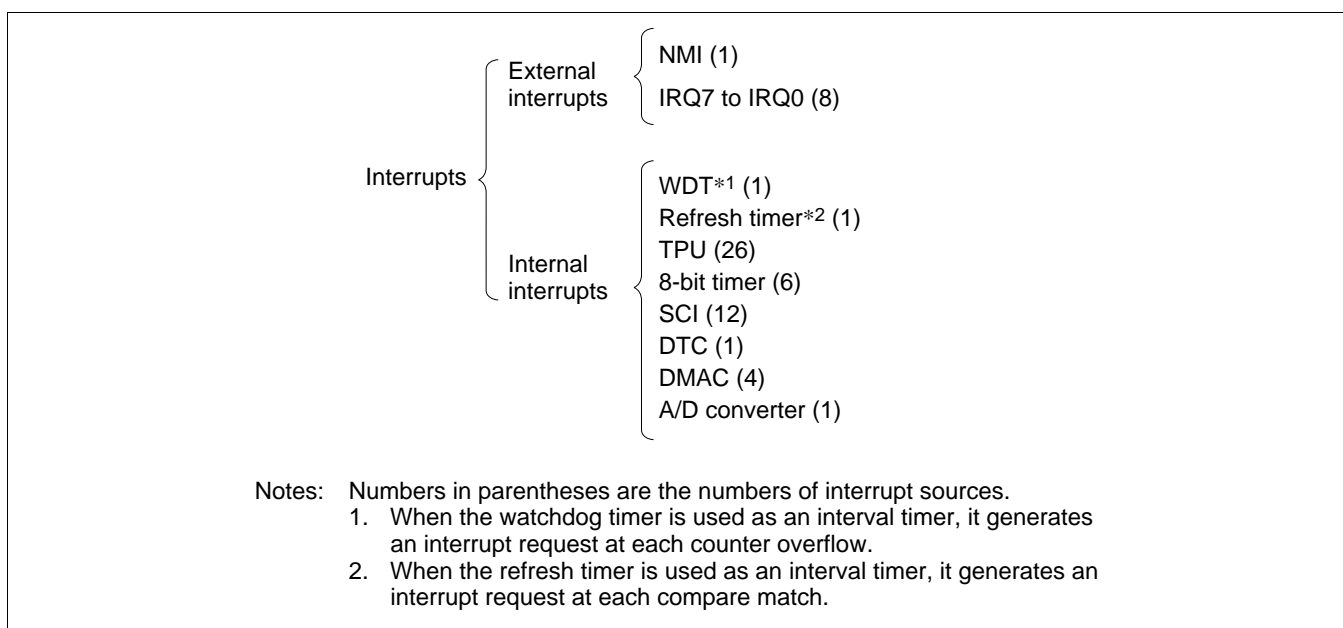 Interrupts
External
interrupts
NMI (1)
IRQ7 to IRQ0 (8)
Internal
interrupts
WDT*1 (1)
Refresh timer*2 (1)
TPU (26)
8-bit timer (6)
SCI (12)
DTC (1)
DMAC (4)
A/D converter (1)
Notes: Numbers in parentheses are the numbers of interrupt sources.
1. When the watchdog timer is used as an interval timer, it generates
an interrupt request at each counter overflow.
2. When the refresh timer is used as an interval timer, it generates an
interrupt request at each compare match.